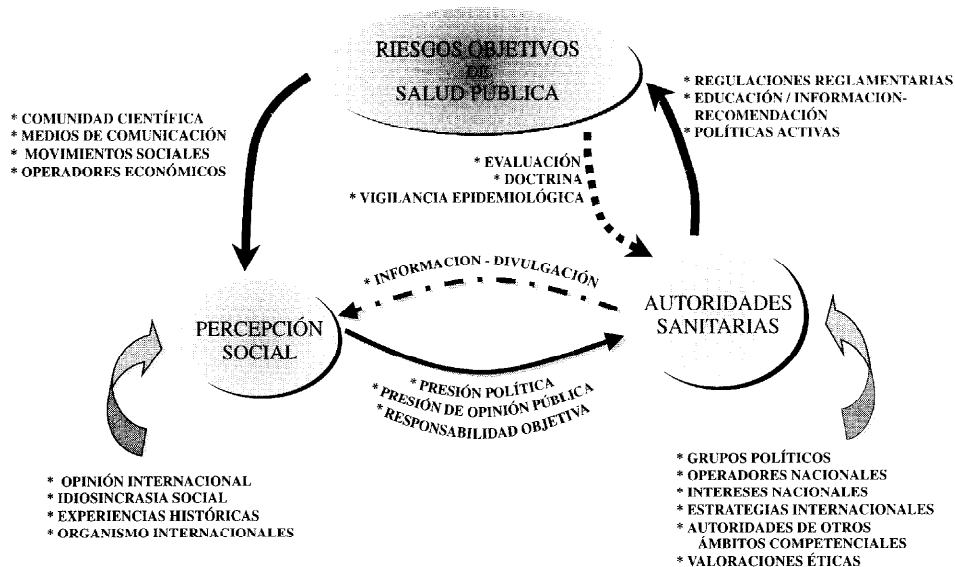 RIESGOS OBJETIVOS
DE
SALUD PÚBLICA
* REGULACIONES REGLAMENTARIAS
* EDUCACIÓN / INFORMACION-
RECOMENDACIÓN
* POLÍTICAS ACTIVAS
* COMUNIDAD CIENTÍFICA
* MEDIOS DE COMUNICACIÓN
* MOVIMIENTOS SOCIALES
* OPERADORES ECONÓMICOS
* EVALUACIÓN
* DOCTRINA
* VIGILANCIA EPIDEMIOLÓGICA
* INFORMACION - DIVULGACIÓN
PERCEPCIÓN
SOCIAL
AUTORIDADES
SANITARIAS
* PRESIÓN POLÍTICA
* PRESIÓN DE OPINIÓN PÚBLICA
* RESPONSABILIDAD OBJETIVA
* OPINIÓN INTERNACIONAL
* IDIOSINCRASIA SOCIAL
* EXPERIENCIAS HISTÓRICAS
* ORGANISMO INTERNACIONALES
* GRUPOS POLÍTICOS
* OPERADORES NACIONALES
* INTERESES NACIONALES
* ESTRATEGIAS INTERNACIONALES
* AUTORIDADES DE OTROS
ÁMBITOS COMPETENCIALES
* VALORACIONES ÉTICAS